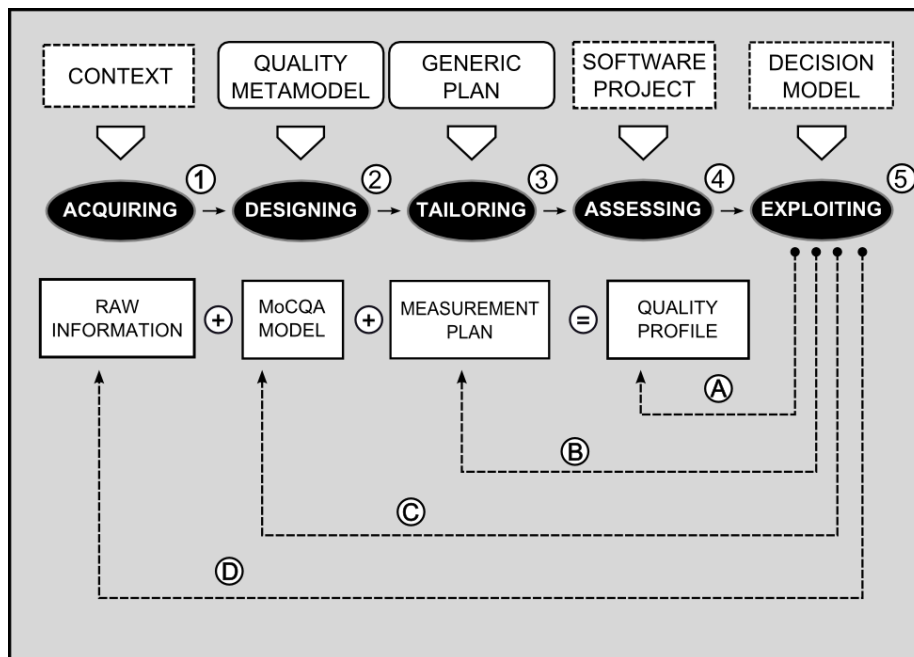 CONTEXT
QUALITY
METAMODEL
GENERIC
PLAN
SOFTWARE
PROJECT
DECISION
MODEL
1
2
3
4
5
ACQUIRING
DESIGNING
TAILORING
ASSESSING
EXPLOITING
RAW
INFORMATION
+
MoCQA
MODEL
+
MEASUREMENT
PLAN
=
QUALITY
PROFILE
A
B
C
D